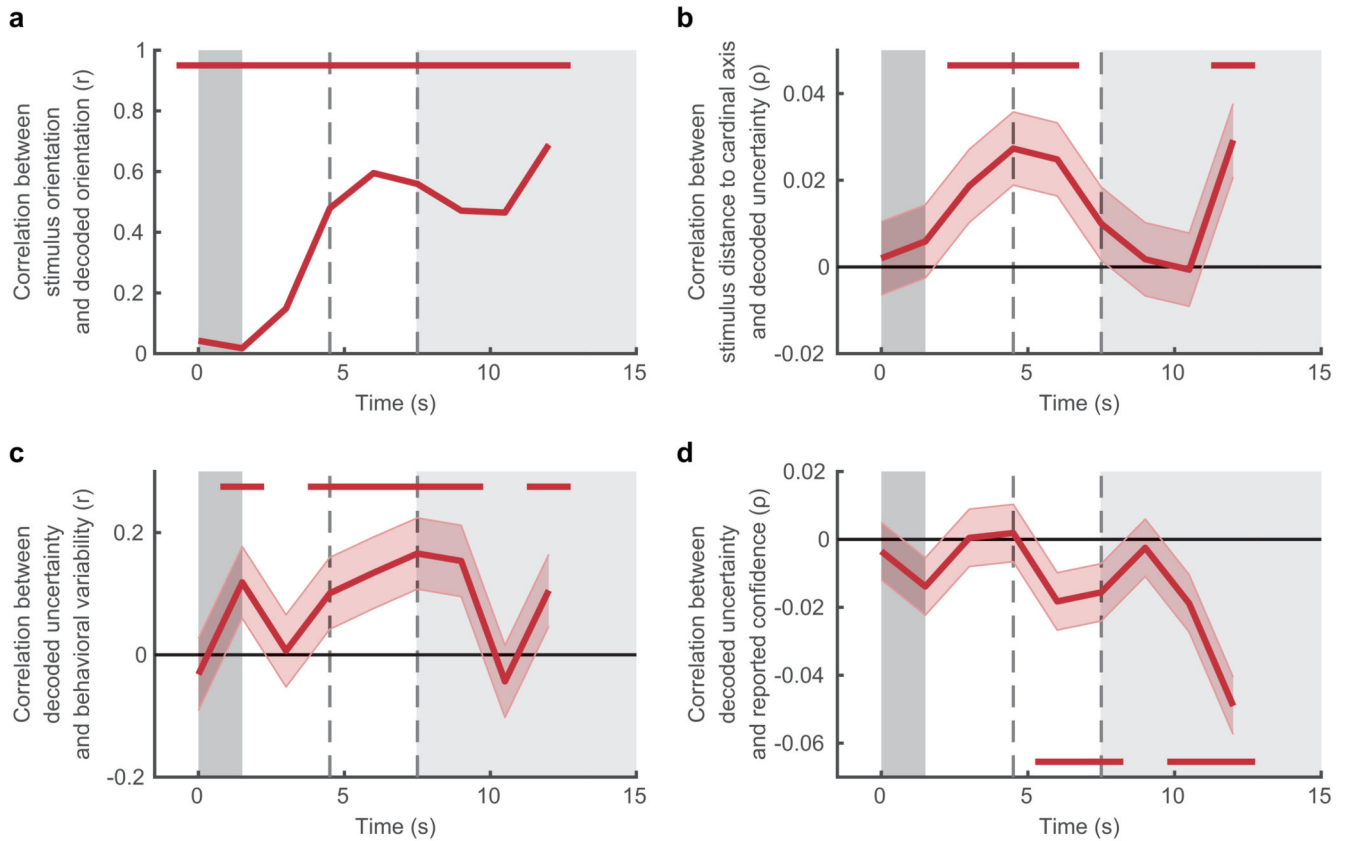 a
Correlation between
stimulus orientation
and decoded orientation (r)
1
0.8
0.6
0.4
0.2
0
0
5
10
15
Time (s)
b
Correlation between
stimulus distance to cardinal axis
and decoded uncertainty (ρ)
0.04
0.02
0
-0.02
0
5
10
15
Time (s)
c
Correlation between
decoded uncertainty
and behavioral variability (r)
0.2
0
-0.2
0
5
10
15
Time (s)
d
Correlation between
decoded uncertainty
and reported confidence (ρ)
0.02
0
-0.02
-0.04
-0.06
0
5
10
15
Time (s)